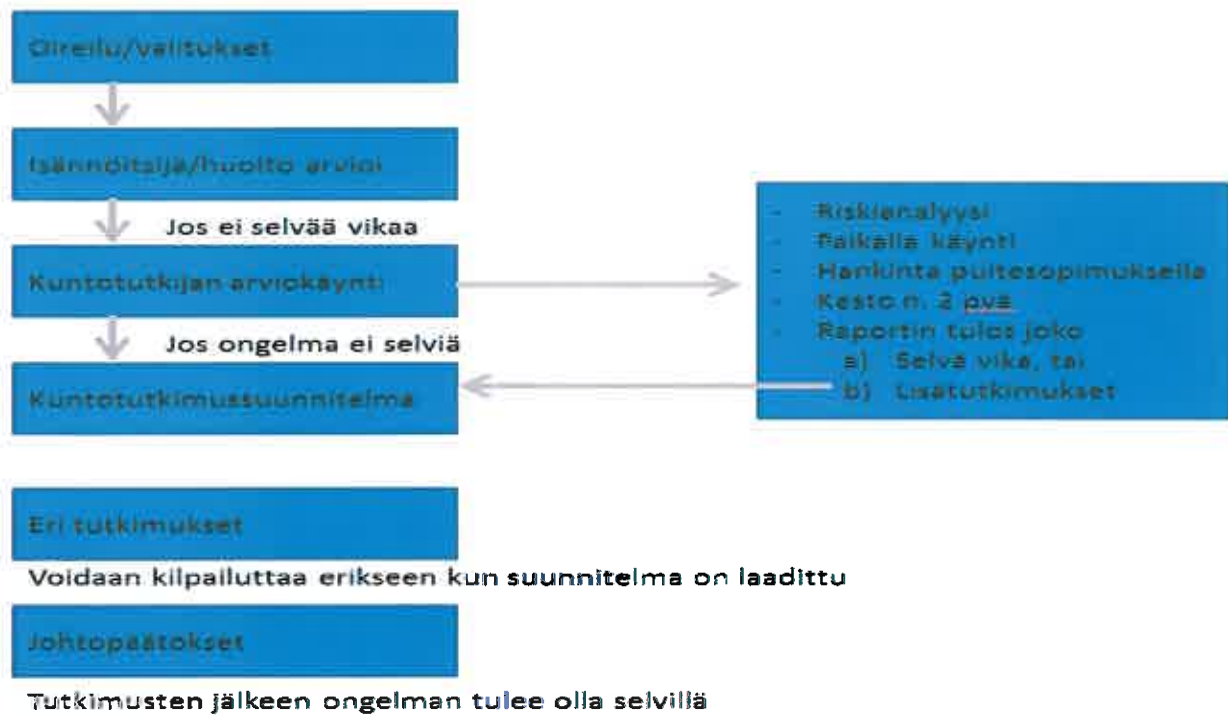 Oireilu/valitukset
Isännöitsijä/huolto arvioi
Jos ei selvää vikaa
Kuntotutkijan arviokäynti
Jos ongelma ei selviä
Kuntotutkimussuunnitelma
- Riskianalyysi
- Paikalla käynti
- Hankinta puitesopimuksella
- Kesto n. 2 pvä
- Raportin tulos joko
a) Selvä vika, tai
b) Lisätutkimukset
Eri tutkimukset
Voidaan kilpailuttaa erikseen kun suunnitelma on laadittu
Johtopäätökset
Tutkimusten jälkeen ongelman tulee olla selvillä